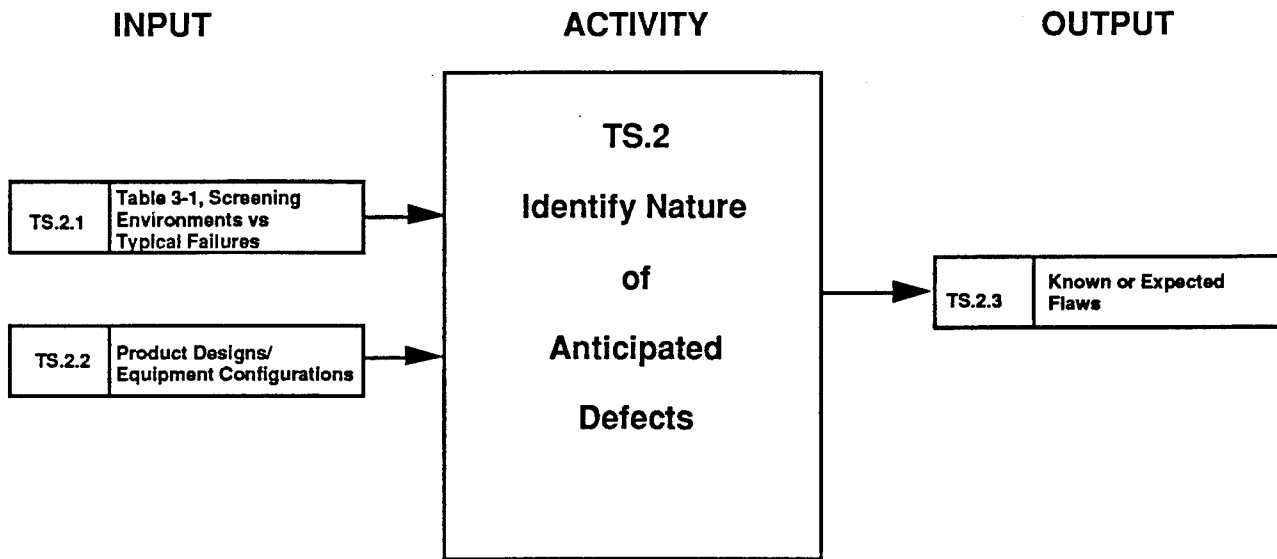 INPUT
ACTIVITY
OUTPUT
TS.2.1
Table 3-1, Screening
Environments vs
Typical Failures
TS.2.2
Product Designs/
Equipment Configurations
TS.2
Identify Nature
of
Anticipated
Defects
TS.2.3
Known or Expected
Flaws